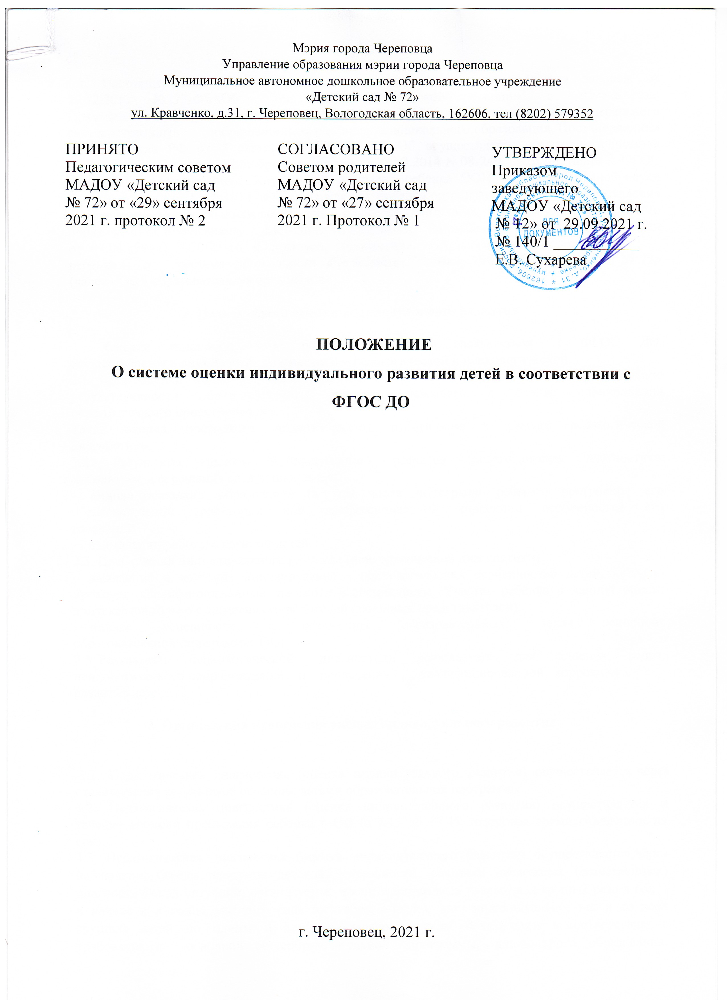 Мэрия города Череповца
Управление образования мэрии города Череповца
Муниципальное автономное дошкольное образовательное учреждение
«Детский сад № 72»
ул. Кравченко, д.31, г. Череповец, Вологодская область, 162606, тел (8202) 579352
ПРИНЯТО
Педагогическим советом
МАДОУ «Детский сад
№ 72» от «29» сентября
2021 г. протокол № 2
СОГЛАСОВАНО
Советом родителей
МАДОУ «Детский сад
№ 72» от «27» сентября
2021 г. Протокол № 1
УТВЕРЖДЕНО
Приказом
заведующего
МАДОУ «Детский сад
№ 12» от 29.09.2021 г.
№ 140/1 ___________
Е.В. Сухарева
ДЛЯ
ДОКУМЕНТОВ
ПОЛОЖЕНИЕ
О системе оценки индивидуального развития детей в соответствии с
ФГОС ДО
г. Череповец, 2021 г.